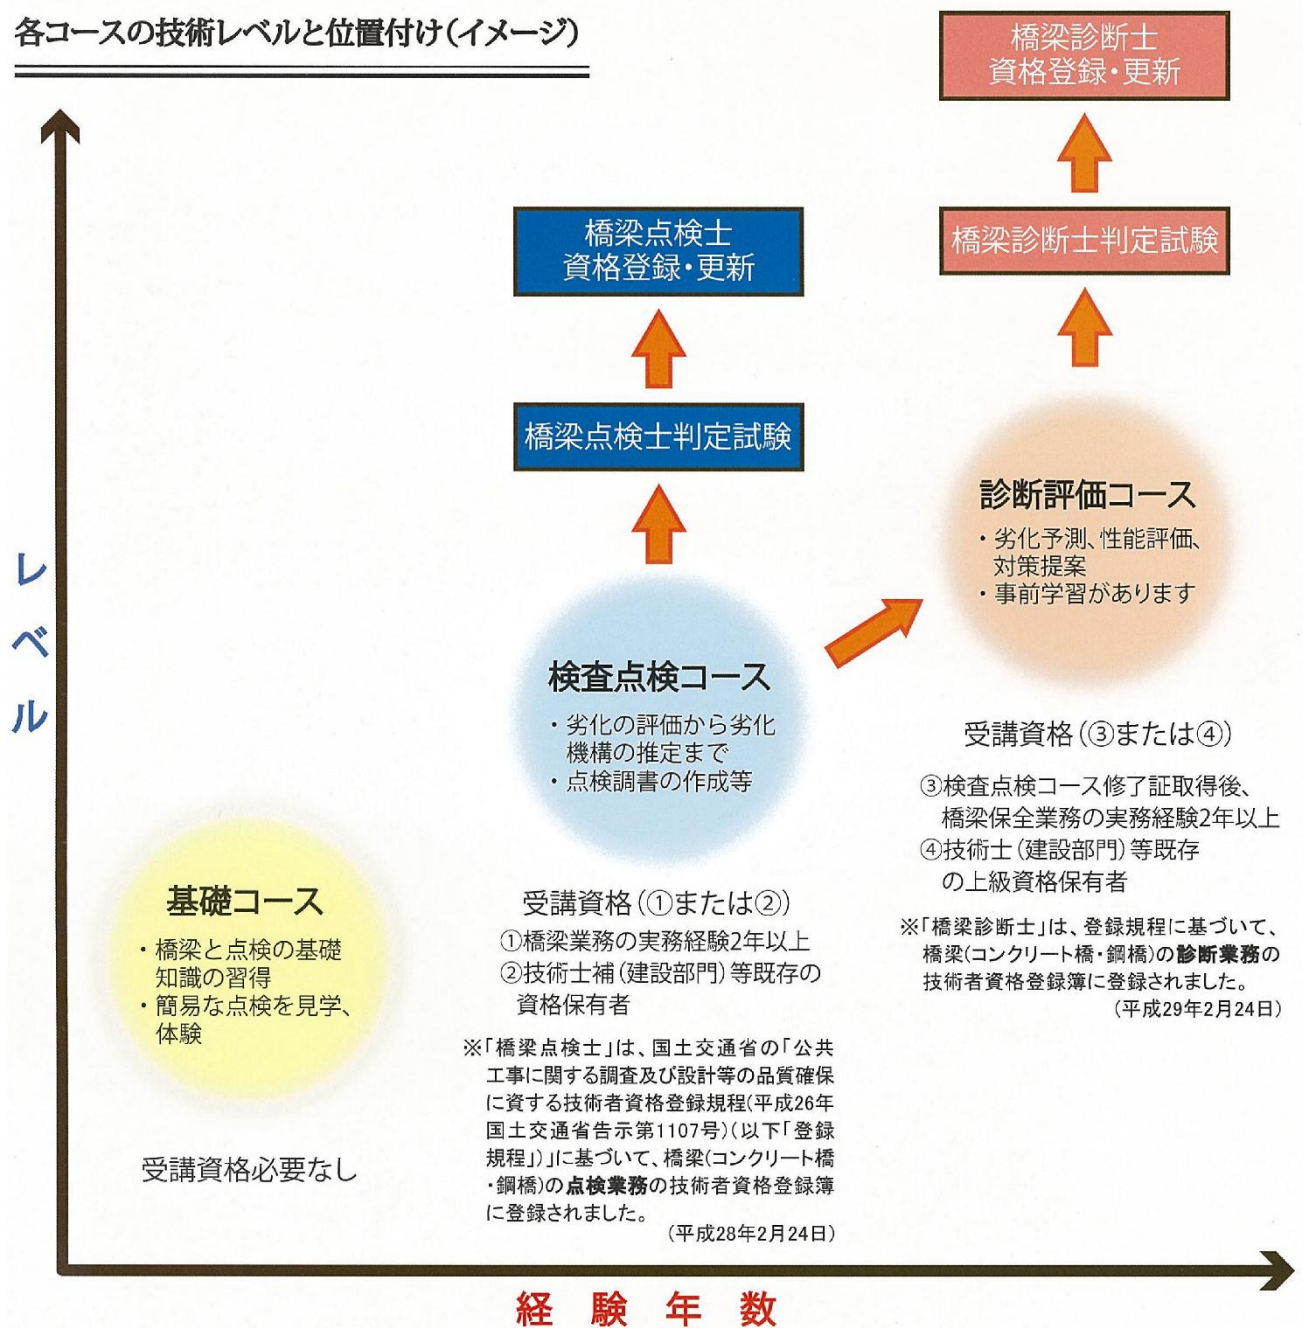 各コースの技術レベルと位置付け(イメージ)
橋梁診断士
資格登録・更新
橋梁診断士判定試験
橋梁点検士
資格登録・更新
橋梁点検士判定試験
診断評価コース
・劣化予測、性能評価、
対策提案
・事前学習があります
受講資格(③または④)
③検査点検コース修了証取得後、
橋梁保全業務の実務経験2年以上
④技術士(建設部門)等既存
の上級資格保有者
※「橋梁診断士」は、登録規程に基づいて、
橋梁(コンクリート橋・鋼橋)の診断業務の
技術者資格登録簿に登録されました。
(平成29年2月24日)
検査点検コース
・劣化の評価から劣化
機構の推定まで
・点検調書の作成等
受講資格(①または②)
①橋梁業務の実務経験2年以上
②技術士補(建設部門)等既存の
資格保有者
※「橋梁点検士」は、国土交通省の「公共
工事に関する調査及び設計等の品質確保
に資する技術者資格登録規程(平成26年
国土交通省告示第1107号)(以下「登録
規程」)」に基づいて、橋梁(コンクリート橋
・鋼橋)の点検業務の技術者資格登録簿
に登録されました。
(平成28年2月24日)
基礎コース
・橋梁と点検の基礎
知識の習得
・簡易な点検を見学、
体験
受講資格必要なし
レベル
経験年数